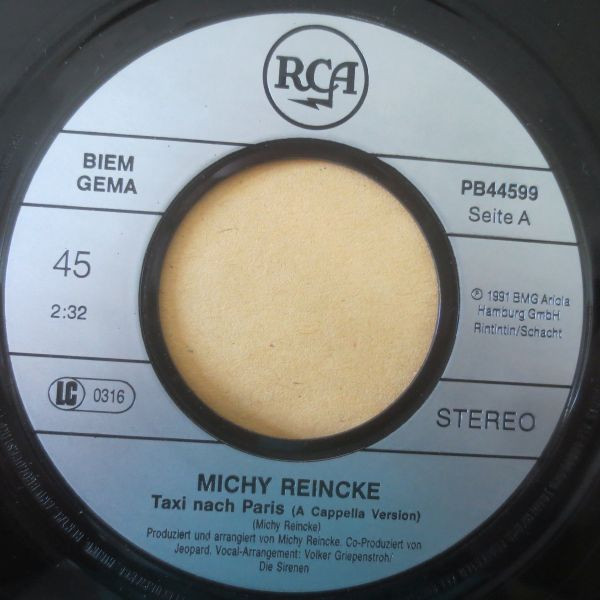 RCA
BIEM
GEMA
PB44599
Seite A
45
2:32
℗ 1991 BMG Ariola
Hamburg GmbH
Rintintin/Schacht
LC 0316
STEREO
MICHY REINCKE
Taxi nach Paris (A Cappella Version)
(Michy Reincke)
Produziert und arrangiert von Michy Reincke. Co-Produziert von
Jeopard. Vocal-Arrangement: Volker Griepenstroh/
Die Sirenen